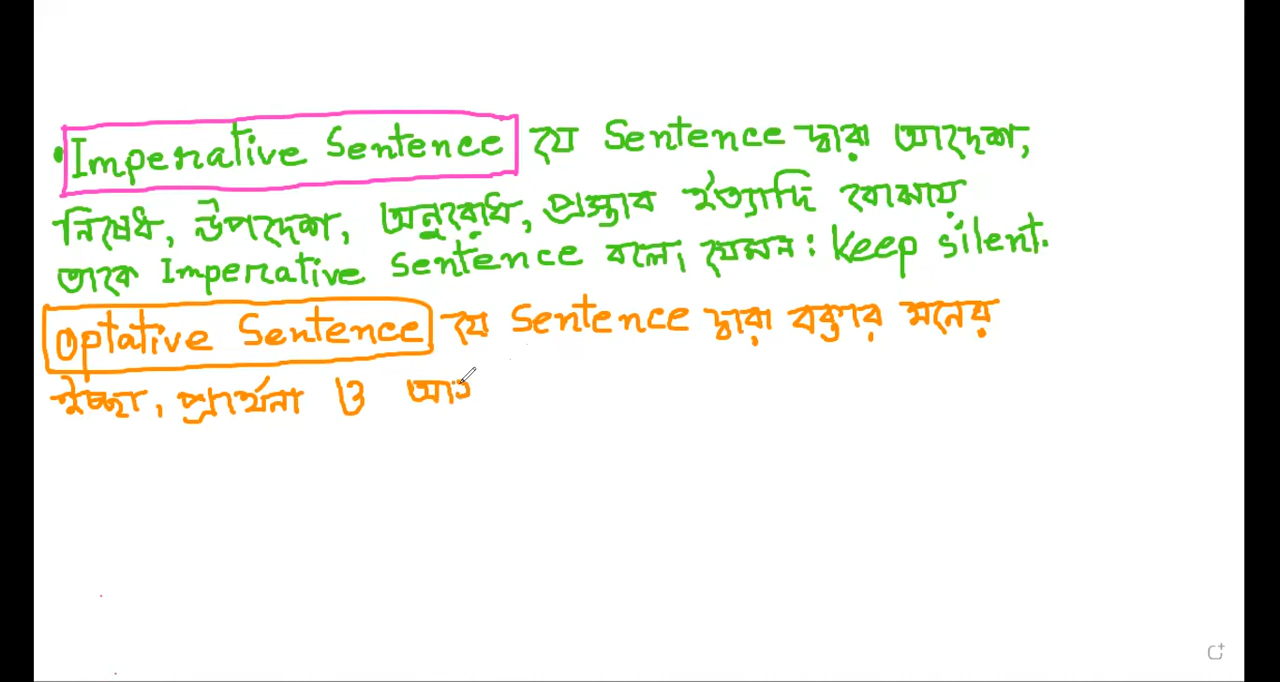 • Imperative Sentence যে Sentence দ্বারা আদেশ,
নিষেধ, উপদেশ, অনুরোধ, প্রস্তাব ইত্যাদি বোঝায়
তাকে Imperative Sentence বলে। যেমন: Keep silent.
Optative Sentence যে Sentence দ্বারা বক্তার মনের
ইচ্ছা, প্রার্থনা ও